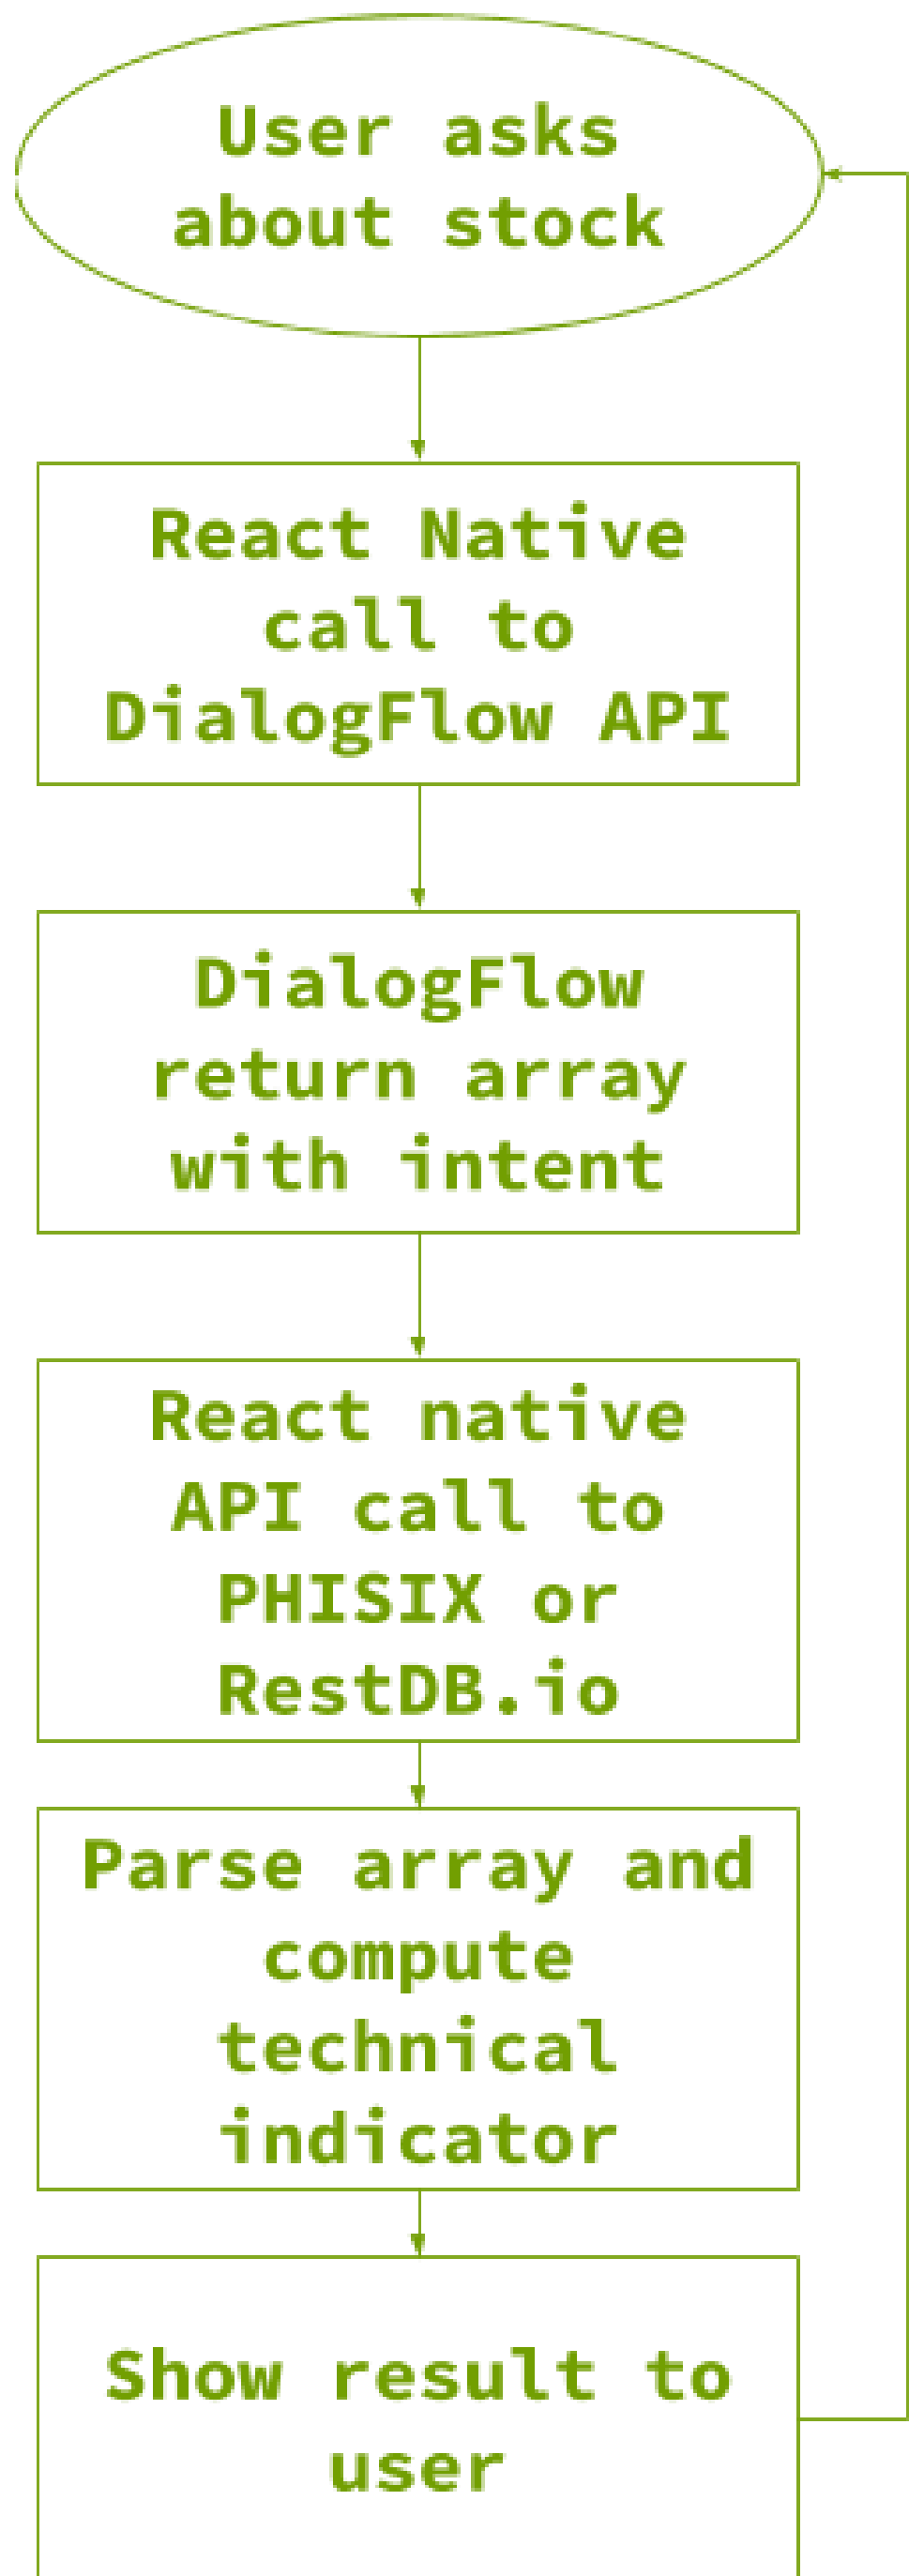 User asks
about stock
React Native
call to
DialogFlow API
DialogFlow
return array
with intent
React native
API call to
PHISIX or
RestDB.io
Parse array and
compute
technical
indicator
Show result to
user